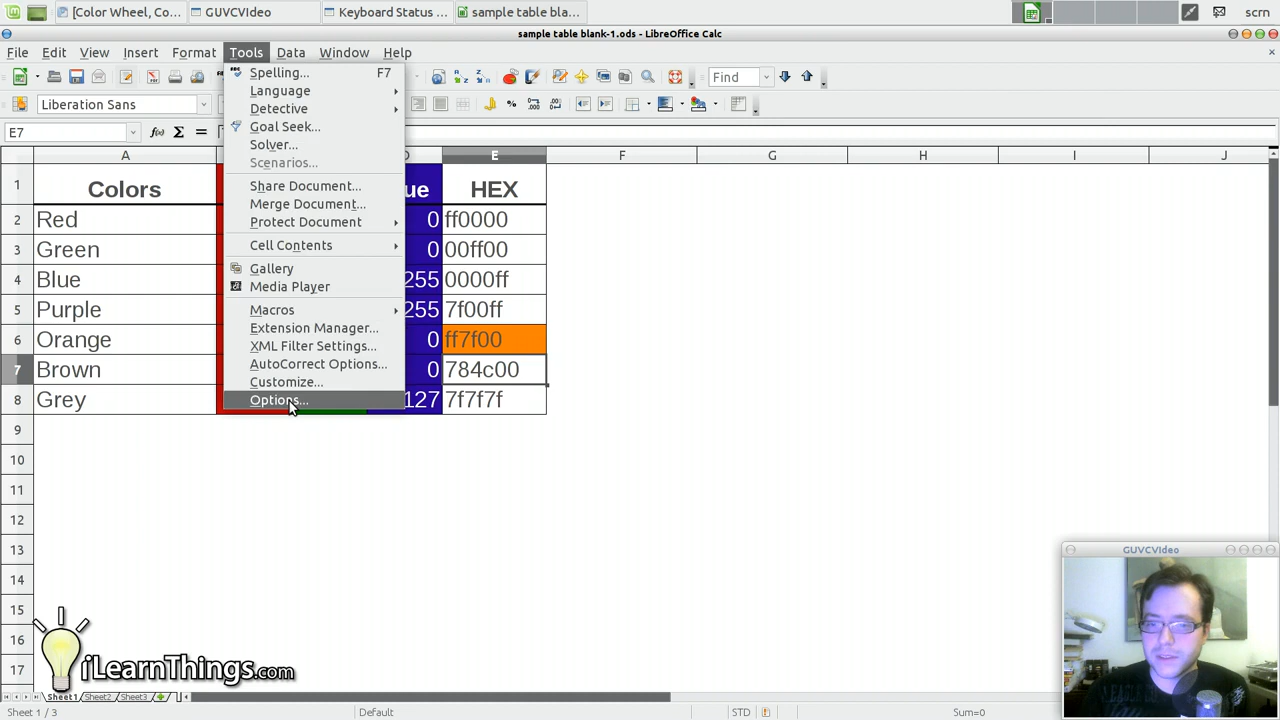 [Color Wheel, Co... GUVCVIdeo Keyboard Status ... sample table bla... scrn
sample table blank-1.ods - LibreOffice Calc
File Edit View Insert Format Tools Data Window Help
Spelling... F7
Find
Language
Liberation Sans
Detective
Goal Seek...
E7
Solver...
Scenarios...
A E F G H I J
Share Document...
1 Colors ue HEX
Merge Document...
2 Red 0 ff0000
Protect Document
3 Green 0 00ff00
Cell Contents
4 Blue 255 0000ff
Gallery
Media Player
5 Purple 255 7f00ff
Macros
Extension Manager...
6 Orange 0 ff7f00
XML Filter Settings...
AutoCorrect Options...
7 Brown 0 784c00
Customize...
8 Grey 127 7f7f7f
Options...
9
10
11
12
13
GUVCVIdeo
14
15
16
17
iLearnThings.com
Sheet1 Sheet2 Sheet3
Sheet 1 / 3 Default STD Sum=0